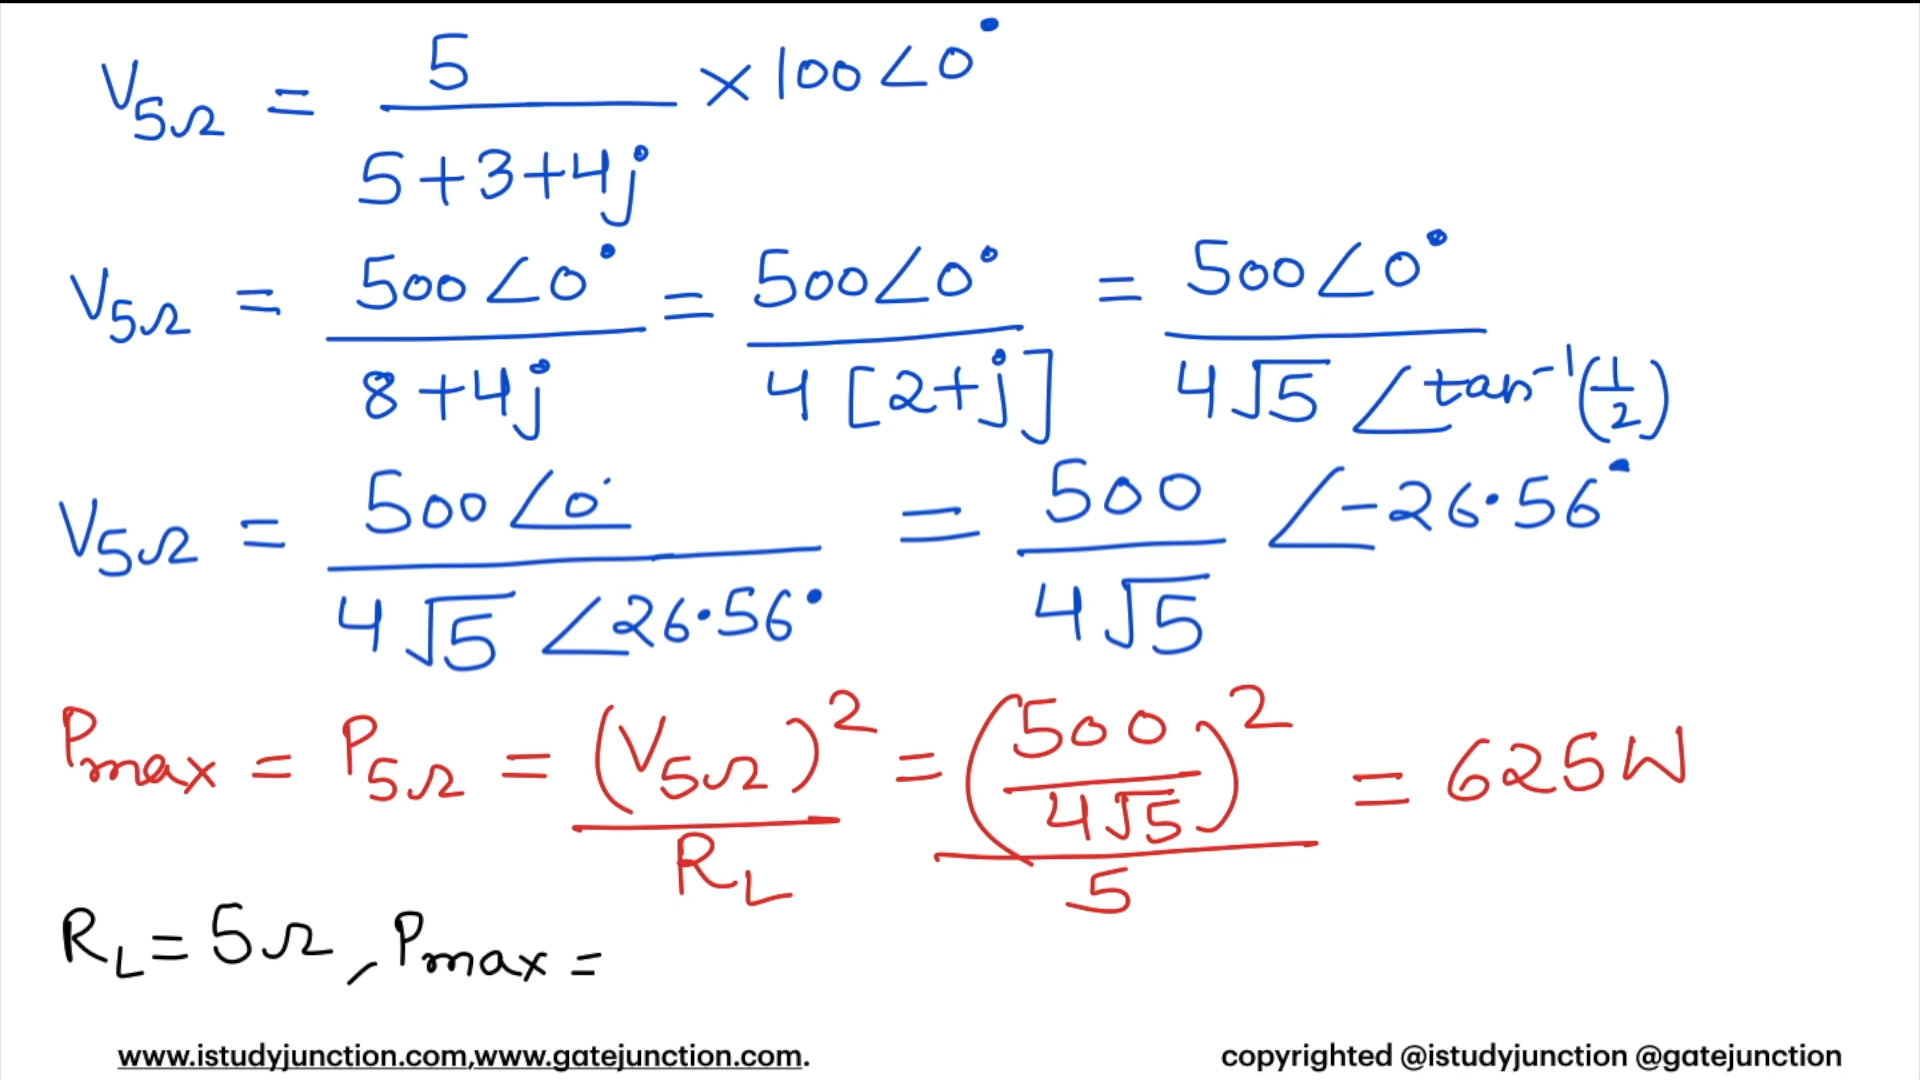 V5Ω = 5 / (5+3+4j) × 100∠0°
V5Ω = 500∠0° / (8+4j) = 500∠0° / (4[2+j]) = 500∠0° / (4√5 ∠tan⁻¹(1/2))
V5Ω = 500∠0° / (4√5 ∠26.56°) = 500 / (4√5) ∠-26.56°
Pmax = P5Ω = (V5Ω)² / RL = (500 / 4√5)² / 5 = 625W
RL = 5Ω, Pmax =
www.istudyjunction.com,www.gatejunction.com. copyrighted @istudyjunction @gatejunction